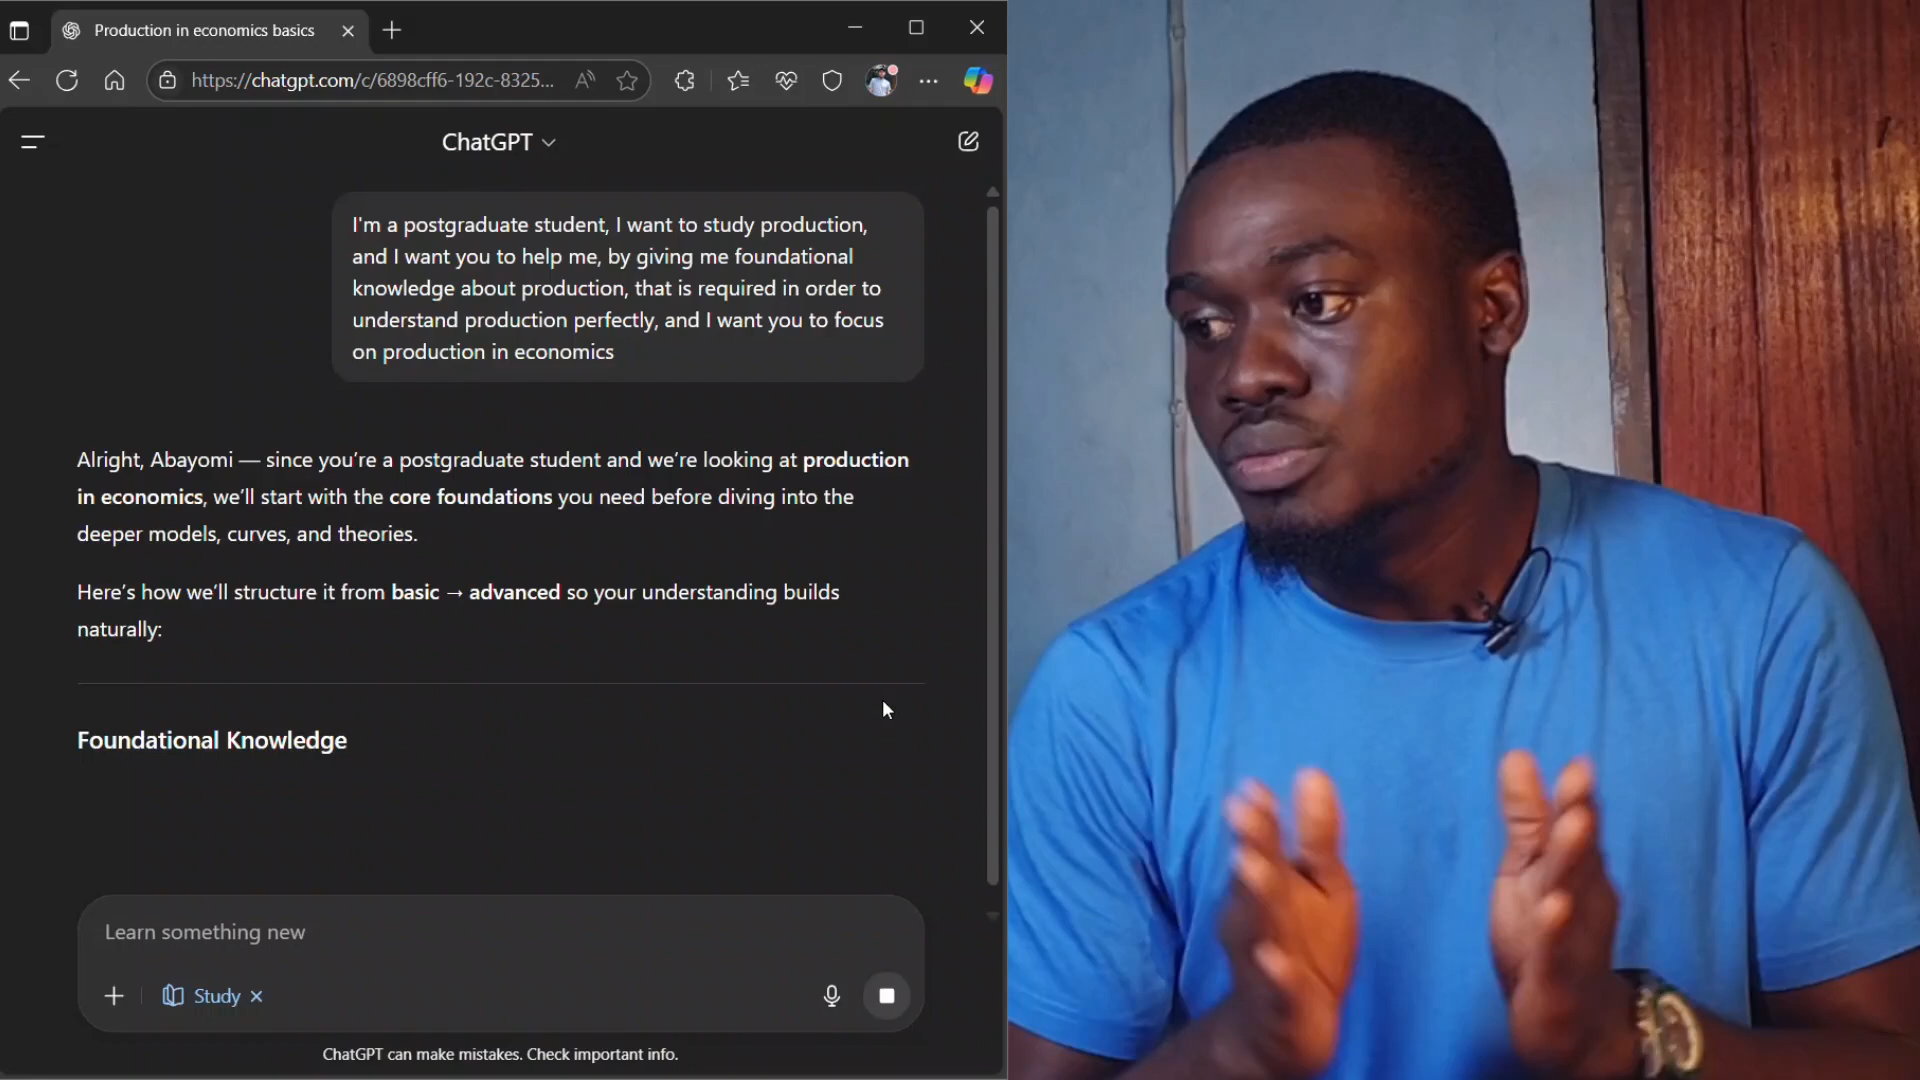 Production in economics basics
https://chatgpt.com/c/6898cff6-192c-8325...
ChatGPT
I'm a postgraduate student, I want to study production,
and I want you to help me, by giving me foundational
knowledge about production, that is required in order to
understand production perfectly, and I want you to focus
on production in economics
Alright, Abayomi — since you’re a postgraduate student and we’re looking at production
in economics, we’ll start with the core foundations you need before diving into the
deeper models, curves, and theories.
Here’s how we’ll structure it from basic → advanced so your understanding builds
naturally:
Foundational Knowledge
Learn something new
Study
ChatGPT can make mistakes. Check important info.